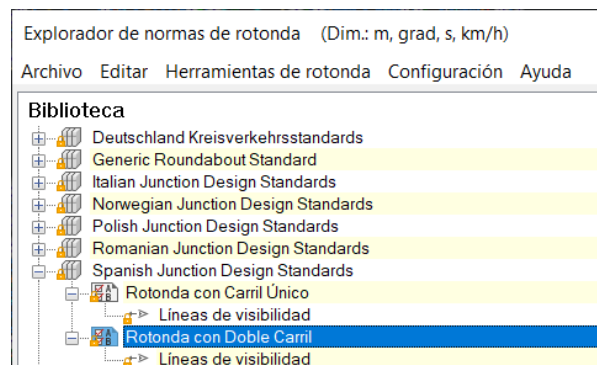 Explorador de normas de rotonda (Dim.: m, grad, s, km/h)
Archivo Editar Herramientas de rotonda Configuración Ayuda
Biblioteca
Deutschland Kreisverkehrsstandards
Generic Roundabout Standard
Italian Junction Design Standards
Norwegian Junction Design Standards
Polish Junction Design Standards
Romanian Junction Design Standards
Spanish Junction Design Standards
Rotonda con Carril Único
Líneas de visibilidad
Rotonda con Doble Carril
Líneas de visibilidad